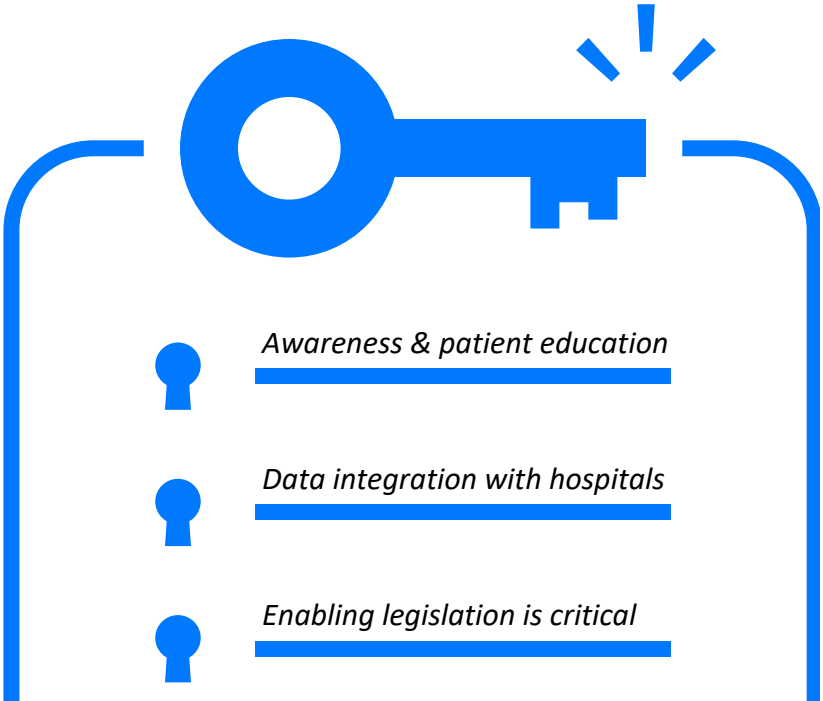 Awareness & patient education
Data integration with hospitals
Enabling legislation is critical